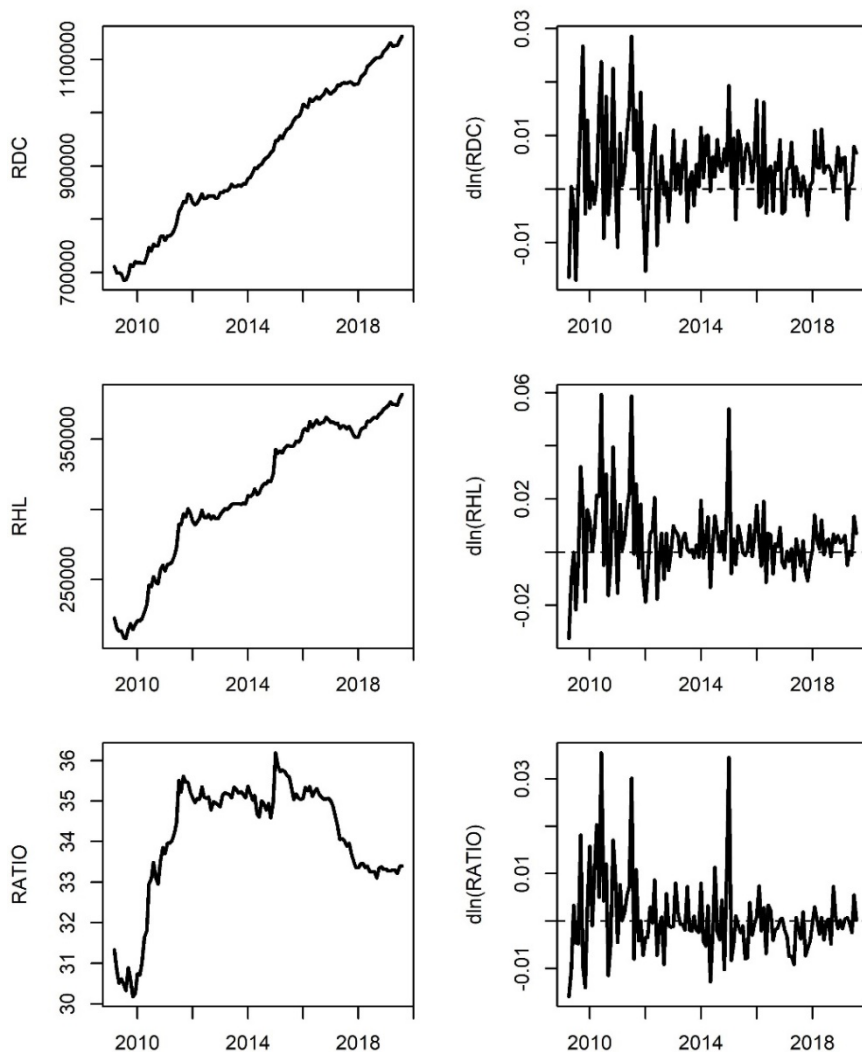 RDC
700000 900000 1100000
2010 2014 2018
dln(RDC)
-0.01 0.01 0.03
2010 2014 2018
RHL
250000 350000
2010 2014 2018
dln(RHL)
-0.02 0.02 0.06
2010 2014 2018
RATIO
30 31 32 33 34 35 36
2010 2014 2018
dln(RATIO)
-0.01 0.01 0.03
2010 2014 2018